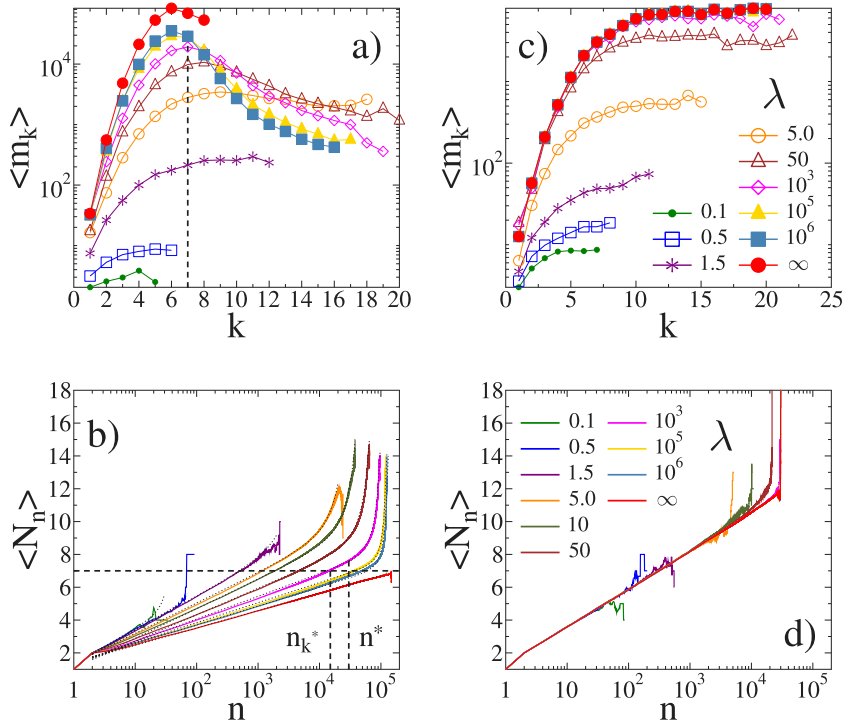 a)
<m_k>
10^4
10^2
0 2 4 6 8 10 12 14 16 18 20
k
c)
<m_k>
10^2
λ
5.0
50
10^3
0.1 10^5
0.5 10^6
1.5 ∞
0 5 10 15 20 25
k
b)
<N_n>
18
16
14
12
10
8
6
4
2
n_k* n*
1 10^1 10^2 10^3 10^4 10^5
n
d)
<N_n>
18
16
14
12
10
8
6
4
2
λ
0.1 10^3
0.5 10^5
1.5 10^6
5.0 ∞
10
50
1 10^1 10^2 10^3 10^4 10^5
n